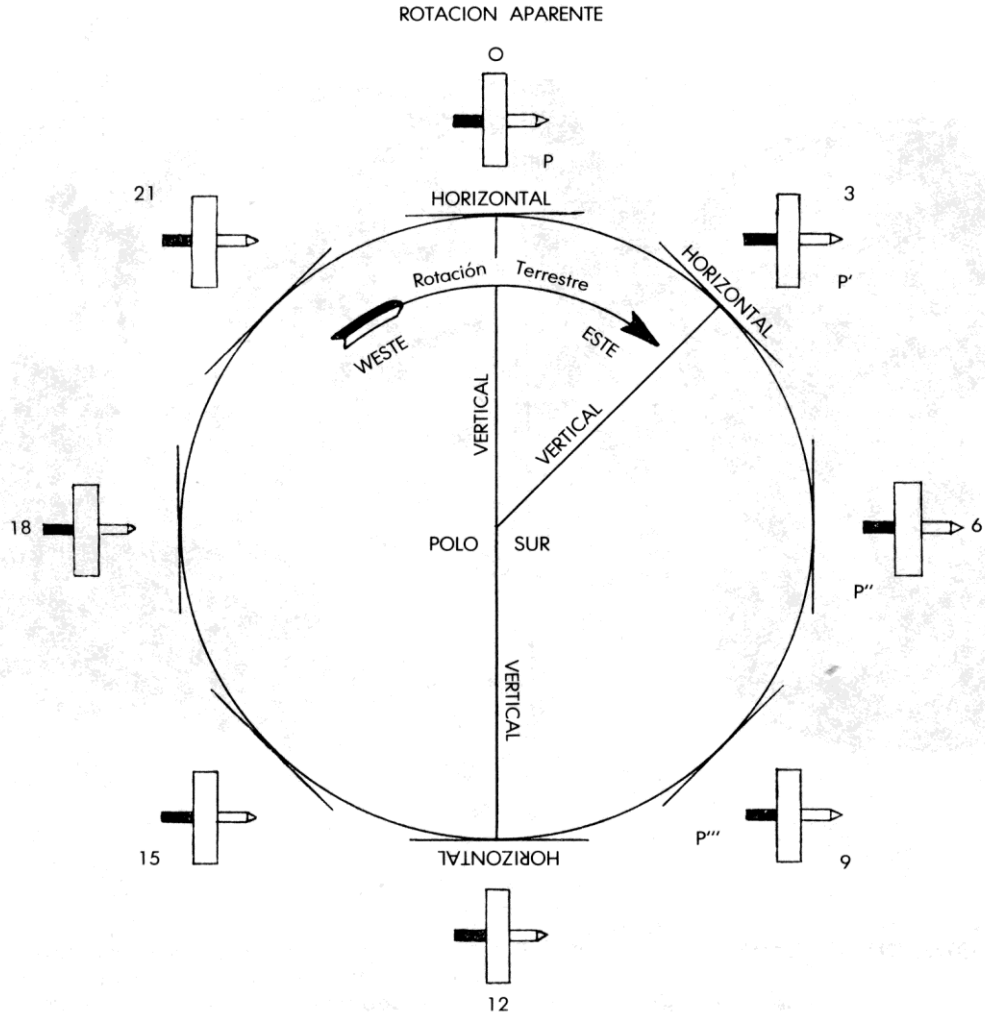 ROTACION APARENTE
O
P
21
3
HORIZONTAL
HORIZONTAL
P'
Rotación Terrestre
WESTE
ESTE
VERTICAL
VERTICAL
18
6
POLO SUR
P''
VERTICAL
P'''
15
9
HORIZONTAL
12